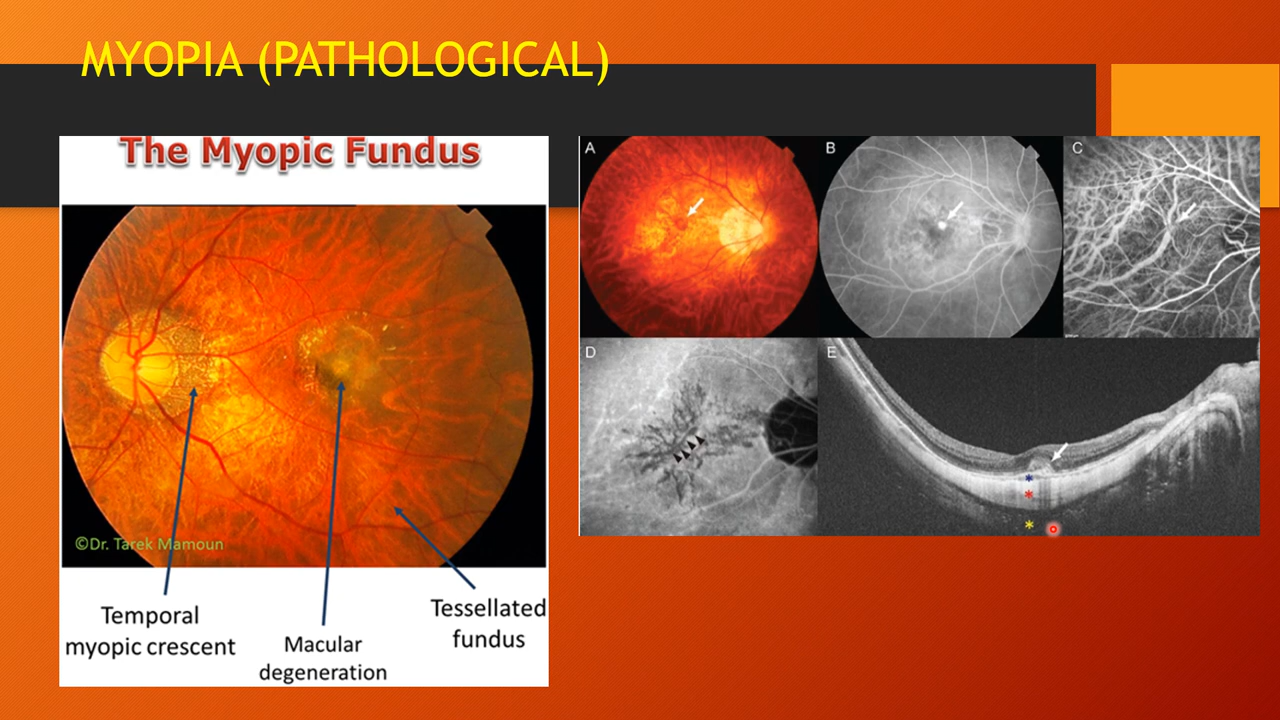 MYOPIA (PATHOLOGICAL)
The Myopic Fundus
©Dr. Tarek Mamoun
Temporal
myopic crescent
Macular
degeneration
Tessellated
fundus
A
B
C
D
E